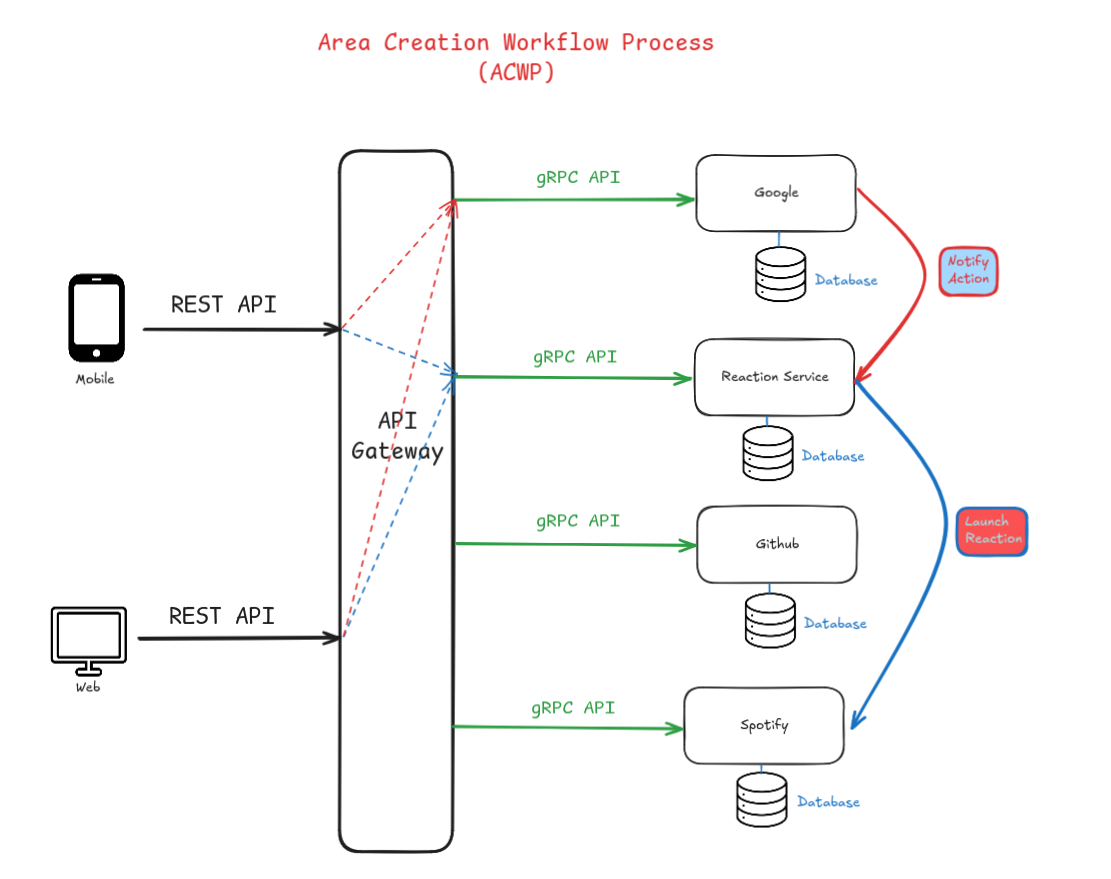 Area Creation Workflow Process
(ACWP)
gRPC API
Google
Notify
Action
Database
REST API
Mobile
gRPC API
Reaction Service
API
Gateway
Database
gRPC API
Github
Launch
Reaction
Database
REST API
Web
gRPC API
Spotify
Database